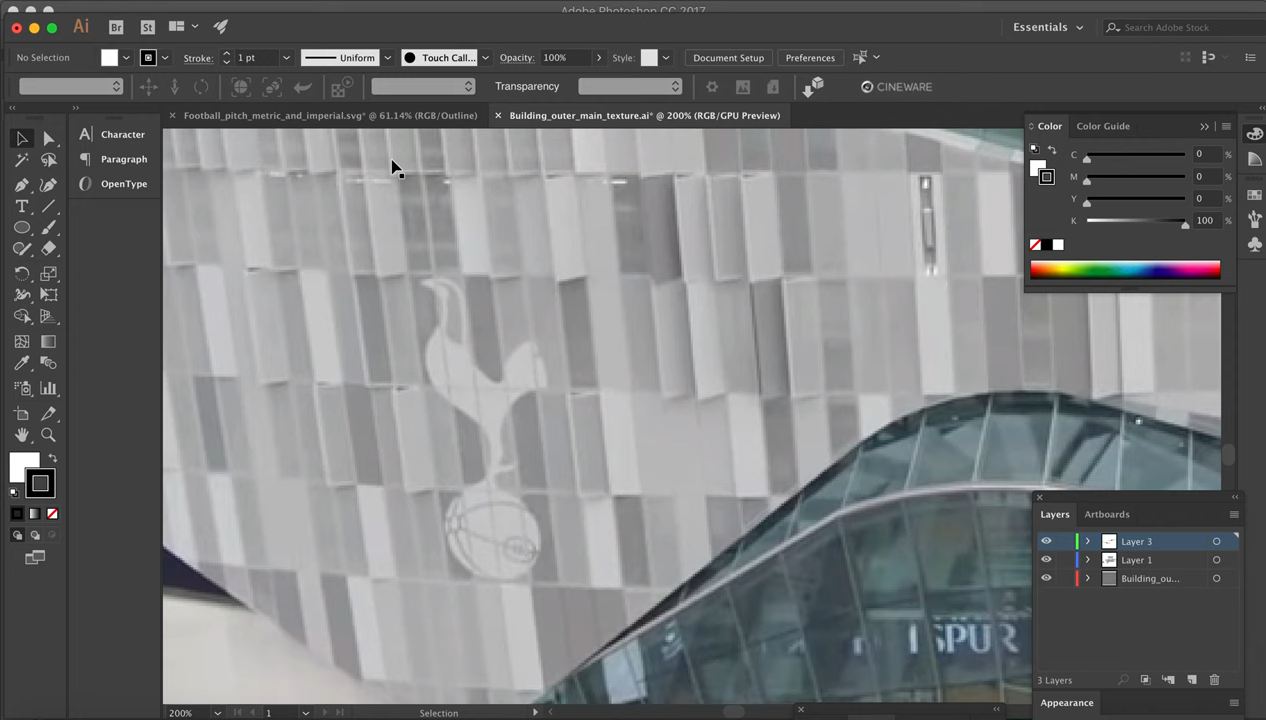 Adobe Photoshop CC 2017
Ai Br St Essentials Search Adobe Stock
No Selection Stroke: 1 pt Uniform Touch Call... Opacity: 100% Style: Document Setup Preferences
Transparency CINEWARE
Football_pitch_metric_and_imperial.svg* @ 61.14% (RGB/Outline) Building_outer_main_texture.ai* @ 200% (RGB/GPU Preview)
Character
Paragraph
OpenType
Color Color Guide
C 0 %
M 0 %
Y 0 %
K 100 %
SPUR
Layers Artboards
Layer 3
Layer 1
Building_ou...
3 Layers
Appearance
200% 1 Selection